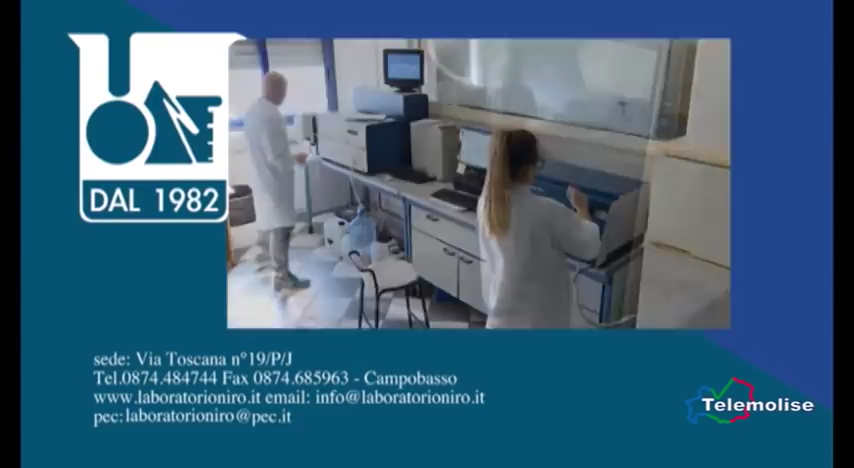 DAL 1982
sede: Via Toscana n°19/P/J
Tel.0874.484744 Fax 0874.685963 - Campobasso
www.laboratorioniro.it email: info@laboratorioniro.it
pec:laboratorioniro@pec.it
Telemolise